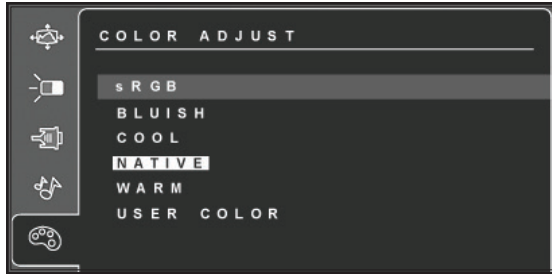 COLOR ADJUST
sRGB
BLUISH
COOL
NATIVE
WARM
USER COLOR